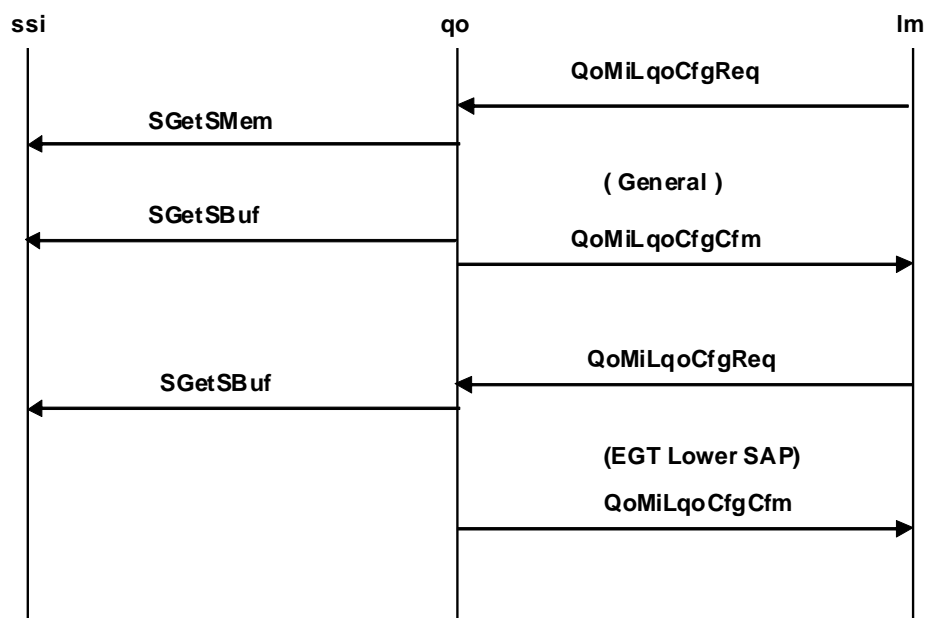 ssi qo lm
QoMiLqoCfgReq
SGetSMem
( General )
SGetSBuf
QoMiLqoCfgCfm
QoMiLqoCfgReq
SGetSBuf
(EGT Lower SAP)
QoMiLqoCfgCfm